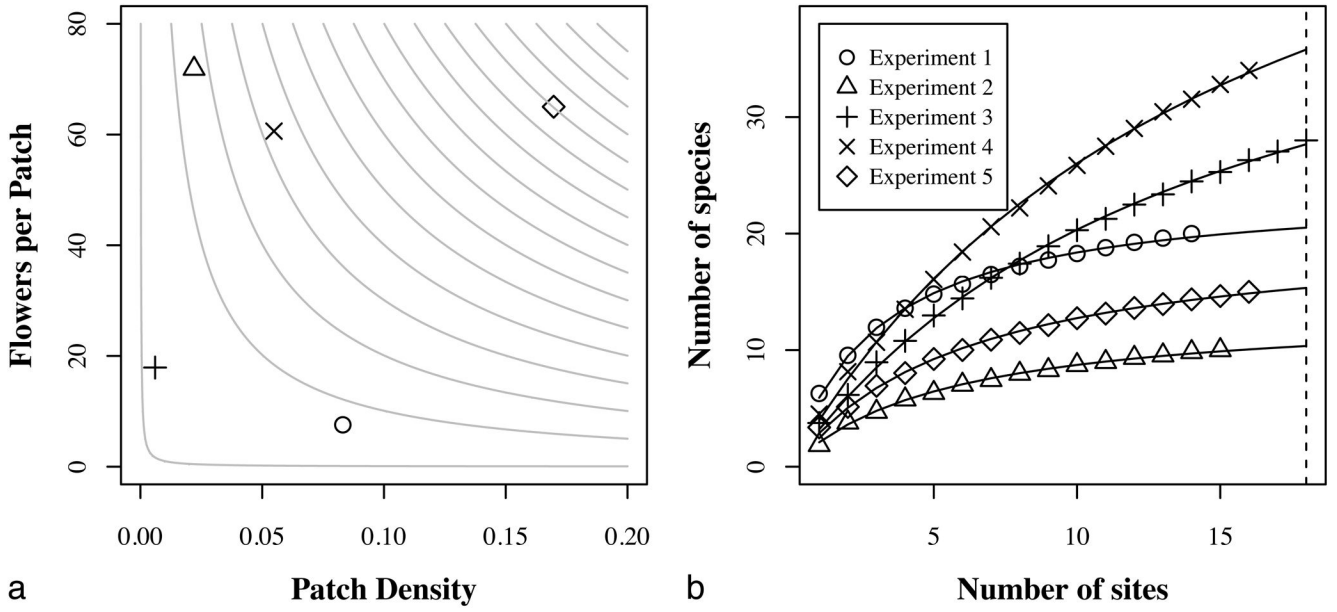 Flowers per Patch
80
60
40
20
0
0.00 0.05 0.10 0.15 0.20
Patch Density
a
Number of species
30
20
10
0
Experiment 1
Experiment 2
Experiment 3
Experiment 4
Experiment 5
5 10 15
Number of sites
b